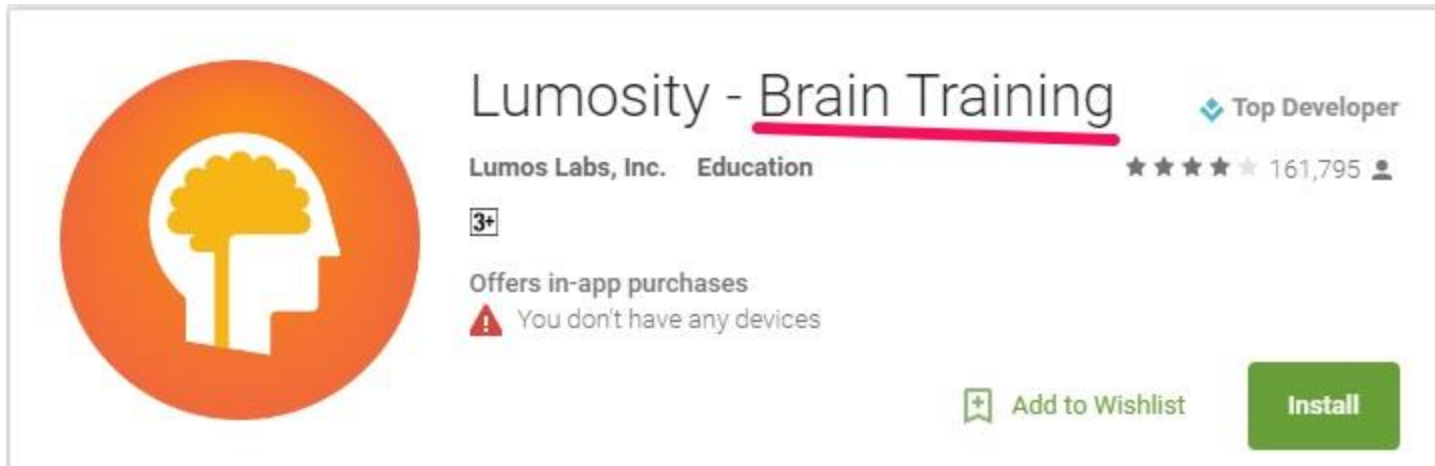 Lumosity - Brain Training
Top Developer
Lumos Labs, Inc. Education
161,795
3+
Offers in-app purchases
You don't have any devices
Add to Wishlist
Install